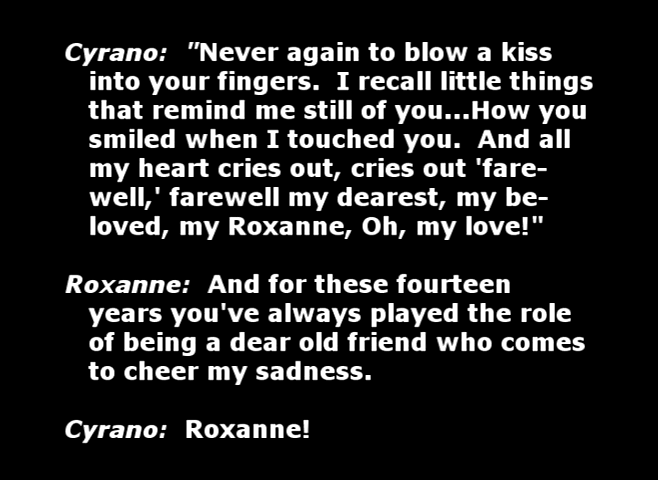 Cyrano:  "Never again to blow a kiss
into your fingers.  I recall little things
that remind me still of you...How you
smiled when I touched you.  And all
my heart cries out, cries out 'fare-
well,' farewell my dearest, my be-
loved, my Roxanne, Oh, my love!"
Roxanne:  And for these fourteen
years you've always played the role
of being a dear old friend who comes
to cheer my sadness.
Cyrano:  Roxanne!